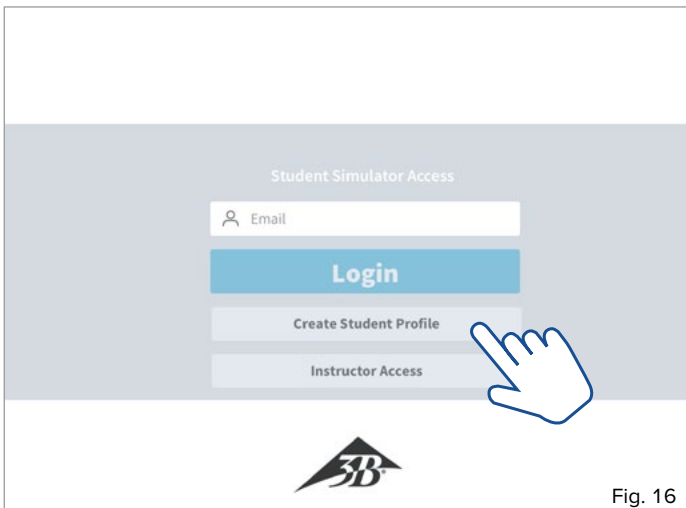 Student Simulator Access
Email
Login
Create Student Profile
Instructor Access
3B
Fig. 16